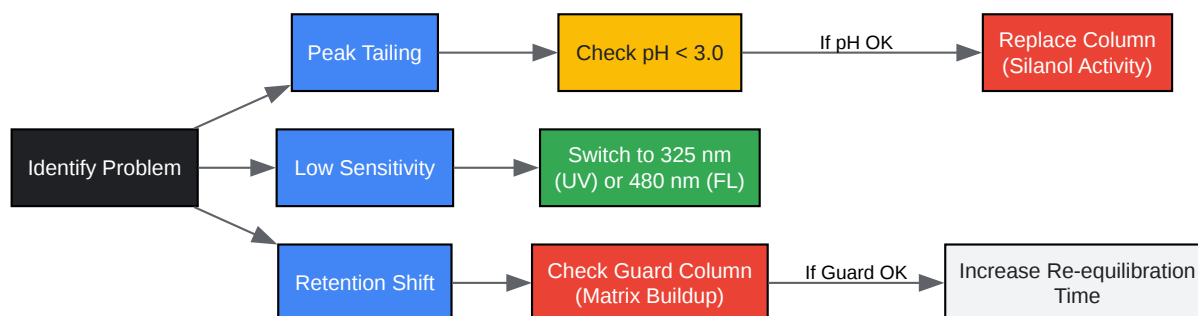 Peak Tailing
Check pH < 3.0
If pH OK
Replace Column
(Silanol Activity)
Identify Problem
Low Sensitivity
Switch to 325 nm
(UV) or 480 nm (FL)
Retention Shift
Check Guard Column
(Matrix Buildup)
If Guard OK
Increase Re-equilibration
Time